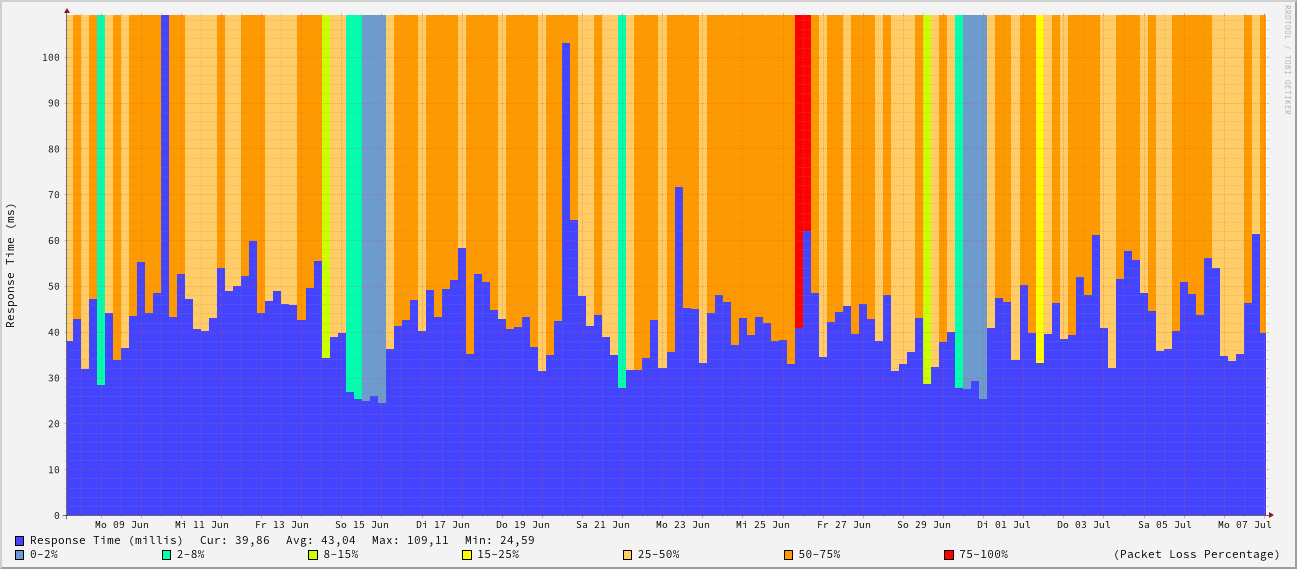 RRDTOOL / TOBI OETIKER
Response Time (ms)
100
90
80
70
60
50
40
30
20
10
0
Mo 09 Jun Mi 11 Jun Fr 13 Jun So 15 Jun Di 17 Jun Do 19 Jun Sa 21 Jun Mo 23 Jun Mi 25 Jun Fr 27 Jun So 29 Jun Di 01 Jul Do 03 Jul Sa 05 Jul Mo 07 Jul
Response Time (millis) Cur: 39,86 Avg: 43,04 Max: 109,11 Min: 24,59
0-2% 2-8% 8-15% 15-25% 25-50% 50-75% 75-100% (Packet Loss Percentage)